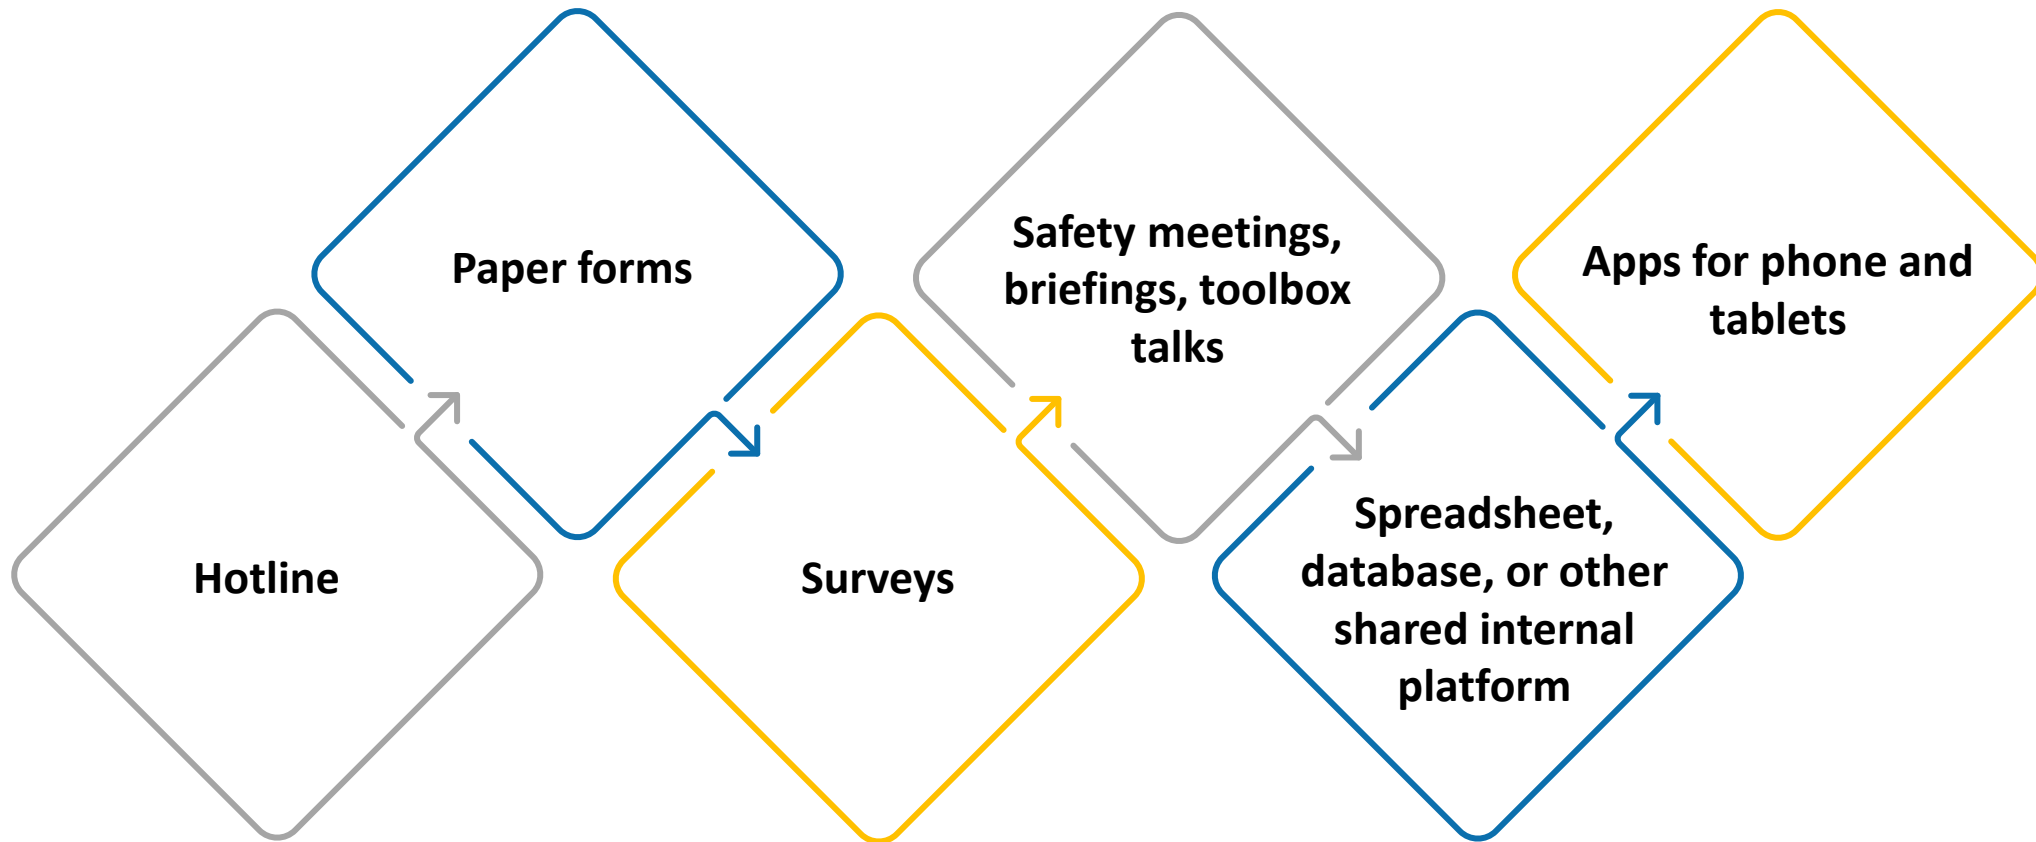 Hotline
Paper forms
Surveys
Safety meetings,
briefings, toolbox
talks
Spreadsheet,
database, or other
shared internal
platform
Apps for phone and
tablets